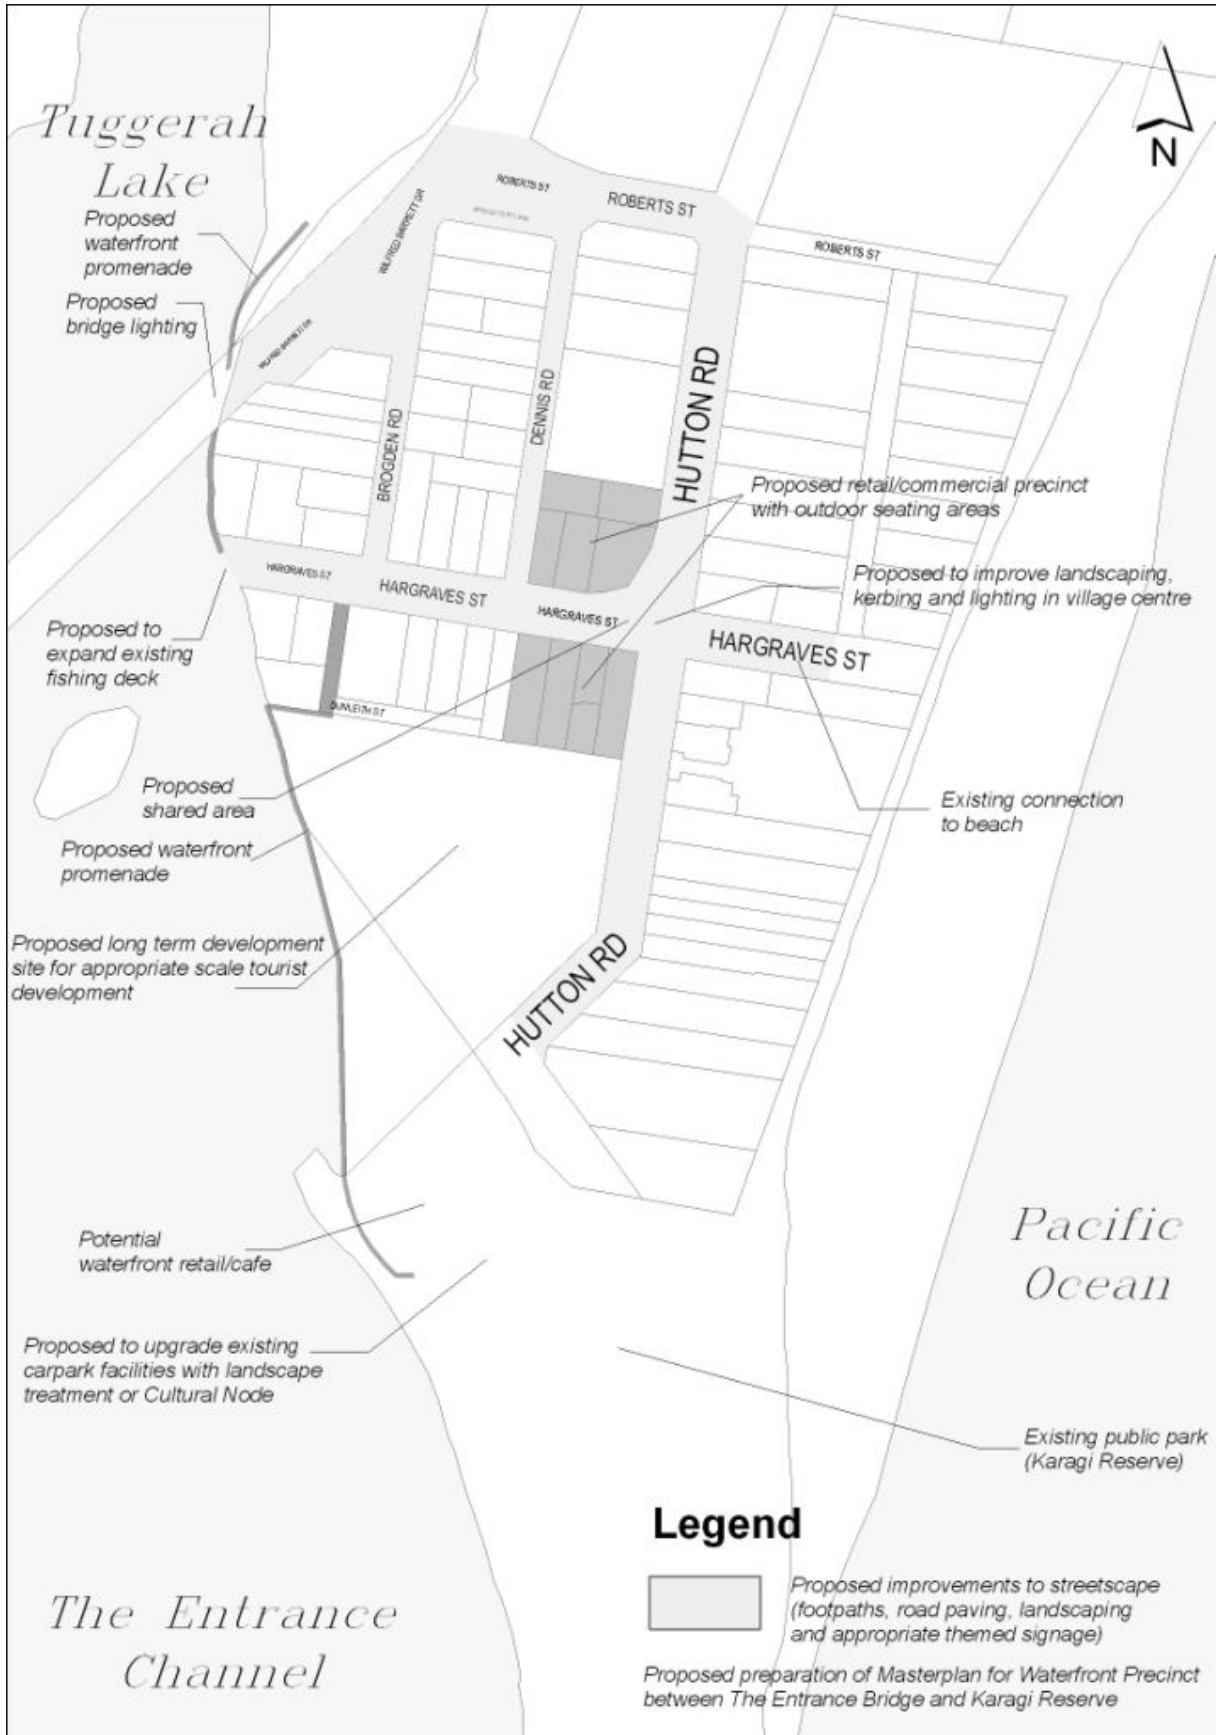 Tuggerah
Lake
N
Proposed
waterfront
promenade
Proposed
bridge lighting
ROBERTS ST
ROBERTS ST
ROBERTS ST
WILFRED BARRETT DR
WILFRED BARRETT DR
HUTTON RD
DENNIS RD
BROGDEN RD
Proposed retail/commercial precinct
with outdoor seating areas
HARGRAVES ST
HARGRAVES ST
HARGRAVES ST
HARGRAVES ST
Proposed to improve landscaping,
kerbing and lighting in village centre
Proposed to
expand existing
fishing deck
DUNLEITH ST
Proposed
shared area
Existing connection
to beach
Proposed waterfront
promenade
Proposed long term development
site for appropriate scale tourist
development
HUTTON RD
Potential
waterfront retail/cafe
Pacific
Ocean
Proposed to upgrade existing
carpark facilities with landscape
treatment or Cultural Node
Existing public park
(Karagi Reserve)
Legend
Proposed improvements to streetscape
(footpaths, road paving, landscaping
and appropriate themed signage)
Proposed preparation of Masterplan for Waterfront Precinct
between The Entrance Bridge and Karagi Reserve
The Entrance
Channel